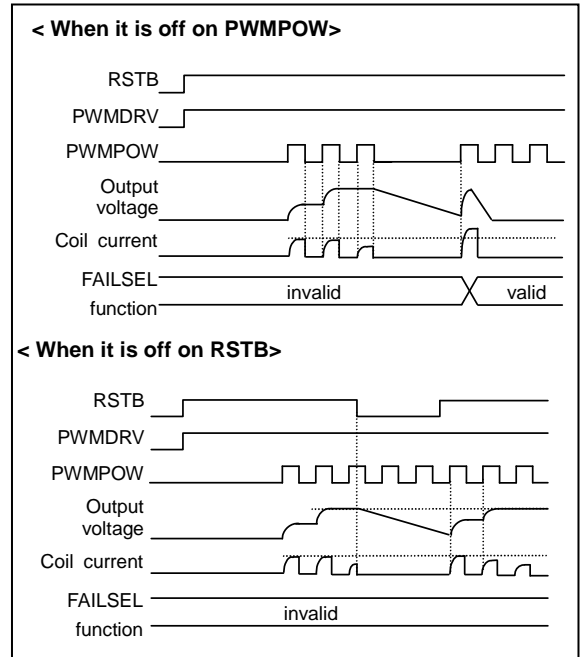 < When it is off on PWMPOW>
RSTB
PWMDRV
PWMPOW
Output
voltage
Coil current
FAILSEL
function
invalid
valid
< When it is off on RSTB>
RSTB
PWMDRV
PWMPOW
Output
voltage
Coil current
FAILSEL
function
invalid